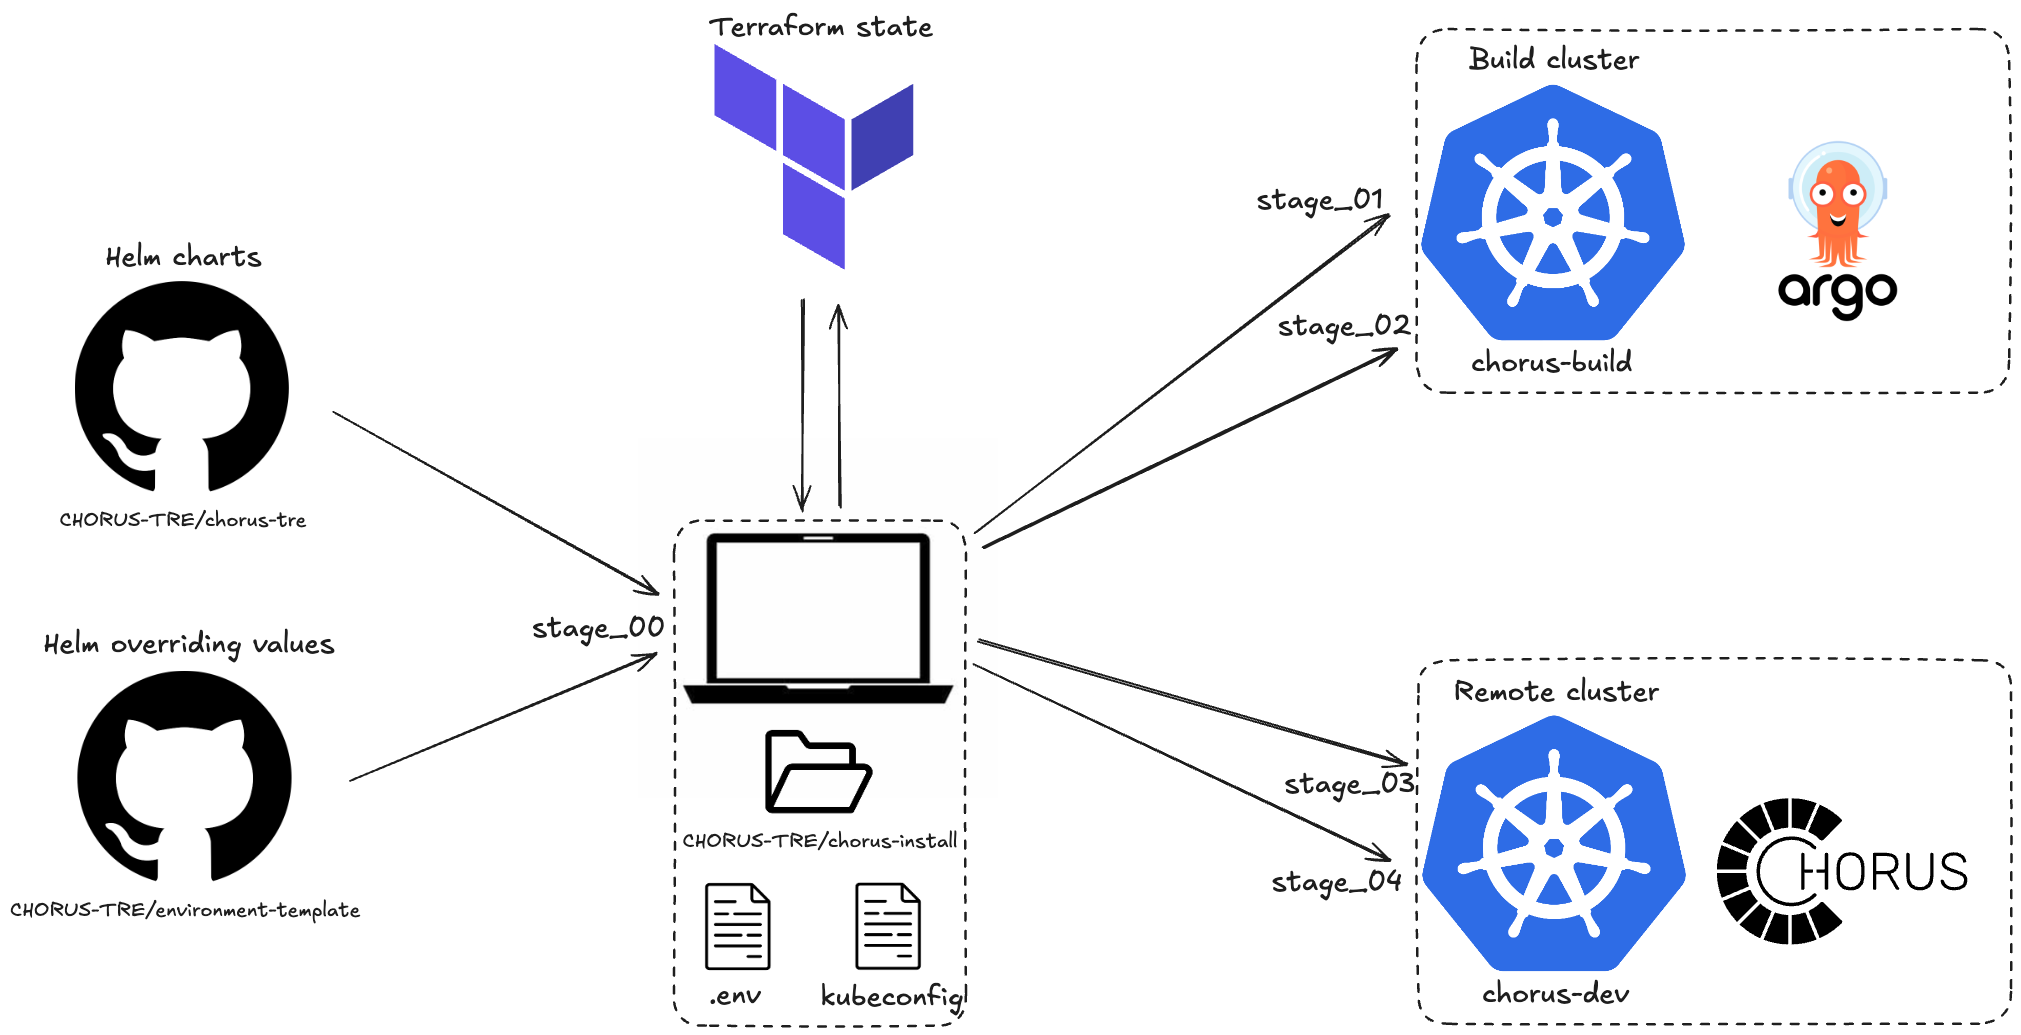 Terraform state
Build cluster
stage_01
argo
stage_02
chorus-build
Helm charts
CHORUS-TRE/chorus-tre
stage_00
Helm overriding values
CHORUS-TRE/environment-template
CHORUS-TRE/chorus-install
.env
kubeconfig
Remote cluster
stage_03
stage_04
CHORUS
chorus-dev